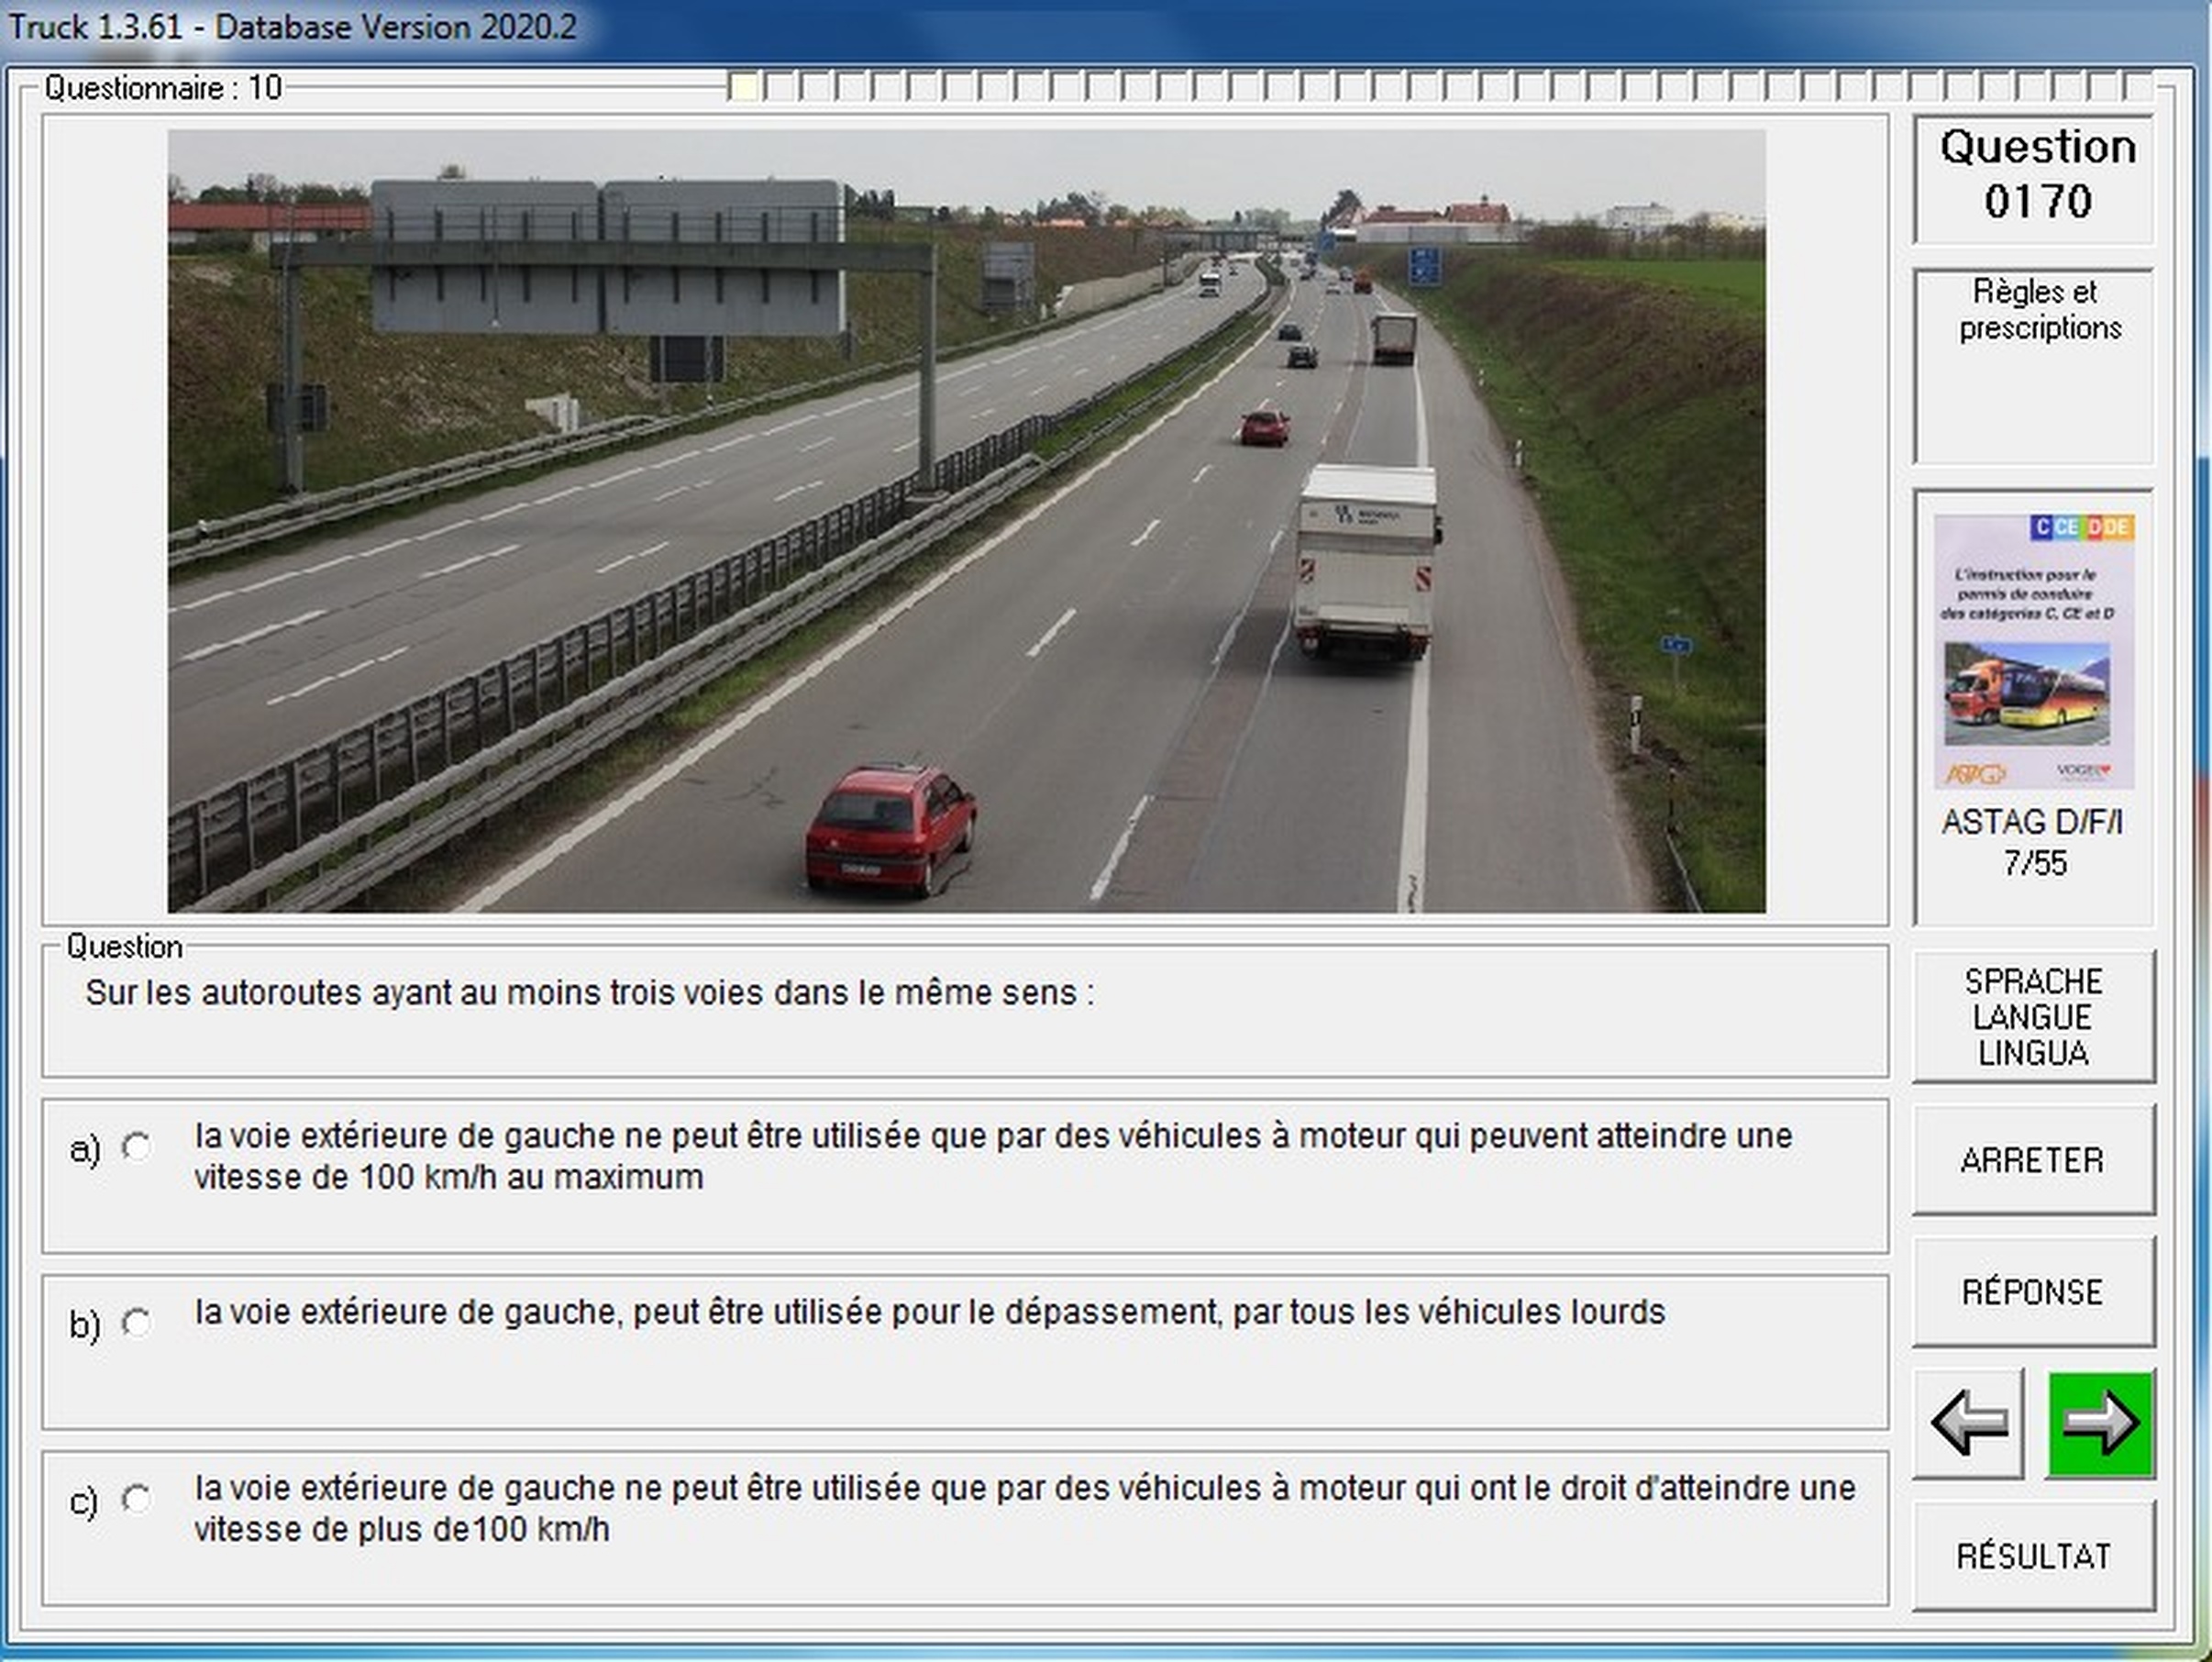 Truck 1.3.61 - Database Version 2020.2
Questionnaire : 10
Question
0170
Règles et
prescriptions
C CE D DE
L'instruction pour le
permis de conduire
des catégories C, CE et D
ASTAG
VOGEL
ASTAG D/F/I
7/55
Question
Sur les autoroutes ayant au moins trois voies dans le même sens :
a) la voie extérieure de gauche ne peut être utilisée que par des véhicules à moteur qui peuvent atteindre une
vitesse de 100 km/h au maximum
b) la voie extérieure de gauche, peut être utilisée pour le dépassement, par tous les véhicules lourds
c) la voie extérieure de gauche ne peut être utilisée que par des véhicules à moteur qui ont le droit d'atteindre une
vitesse de plus de100 km/h
SPRACHE
LANGUE
LINGUA
ARRETER
RÉPONSE
RÉSULTAT